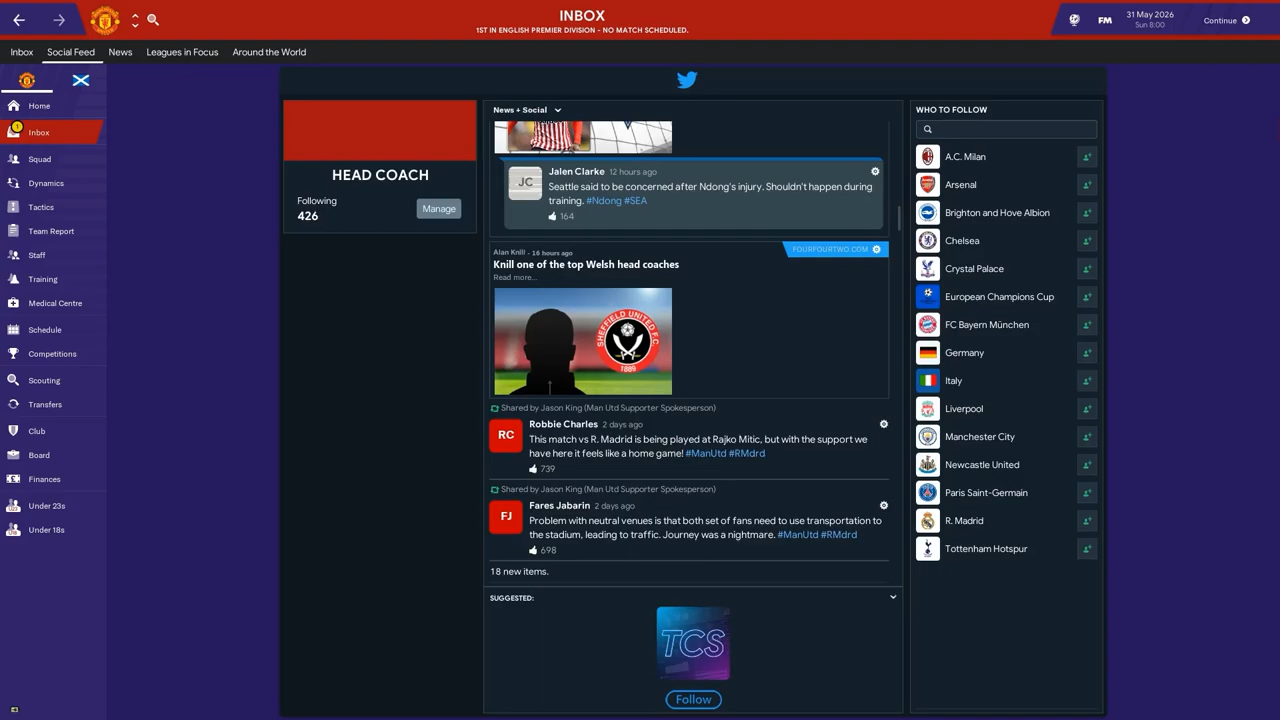 INBOX
1ST IN ENGLISH PREMIER DIVISION - NO MATCH SCHEDULED.
FM
31 May 2026
Sun 8:00
Continue
Inbox
Social Feed
News
Leagues in Focus
Around the World
Home
1
Inbox
Squad
Dynamics
Tactics
Team Report
Staff
Training
Medical Centre
Schedule
Competitions
Scouting
Transfers
Club
Board
Finances
Under 23s
Under 18s
HEAD COACH
Following
426
Manage
News + Social
JC
Jalen Clarke 12 hours ago
Seattle said to be concerned after Ndong's injury. Shouldn't happen during
training. #Ndong #SEA
164
Alan Knill - 16 hours ago
FOURFOURTWO.COM
Knill one of the top Welsh head coaches
Read more...
SHEFFIELD UNITED F.C.
1889
Shared by Jason King (Man Utd Supporter Spokesperson)
RC
Robbie Charles 2 days ago
This match vs R. Madrid is being played at Rajko Mitic, but with the support we
have here it feels like a home game! #ManUtd #RMdrd
739
Shared by Jason King (Man Utd Supporter Spokesperson)
FJ
Fares Jabarin 2 days ago
Problem with neutral venues is that both set of fans need to use transportation to
the stadium, leading to traffic. Journey was a nightmare. #ManUtd #RMdrd
698
18 new items.
SUGGESTED:
TCS
Follow
WHO TO FOLLOW
A.C. Milan
Arsenal
Brighton and Hove Albion
Chelsea
Crystal Palace
European Champions Cup
FC Bayern München
Germany
Italy
Liverpool
Manchester City
Newcastle United
Paris Saint-Germain
R. Madrid
Tottenham Hotspur